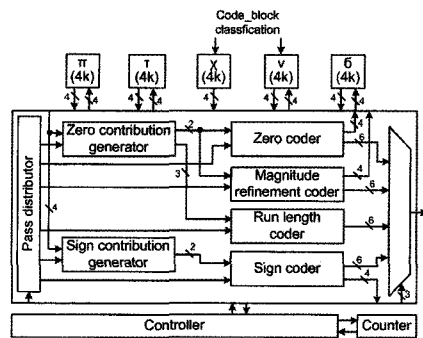 Code_block
classfication
π
(4k)
τ
(4k)
χ
(4k)
v
(4k)
б
(4k)
4
4
4
4
4
4
4
4
4
Pass distributor
4
Zero contribution
generator
2
3
Zero coder
4
6
Magnitude
refinement coder
4
6
Run length
coder
6
Sign contribution
generator
2
Sign coder
6
4
3
Controller
Counter